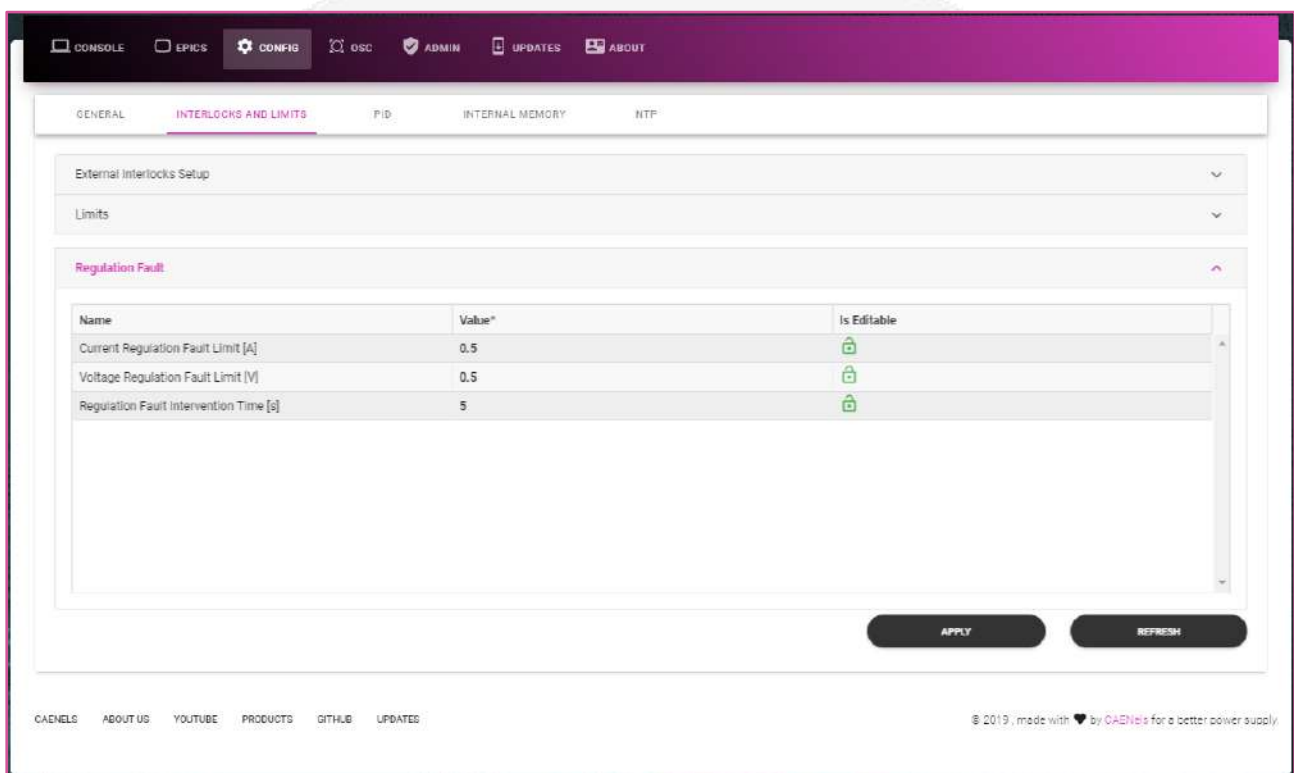 CONSOLE EPICS CONFIG OSC ADMIN UPDATES ABOUT
GENERAL INTERLOCKS AND LIMITS PID INTERNAL MEMORY NTP
External Interlocks Setup
Limits
Regulation Fault
Name Value* Is Editable
Current Regulation Fault Limit [A] 0.5
Voltage Regulation Fault Limit [V] 0.5
Regulation Fault Intervention Time [s] 5
APPLY REFRESH
CAENELS ABOUT US YOUTUBE PRODUCTS GITHUB UPDATES © 2019 , made with ♥ by CAENels for a better power supply.